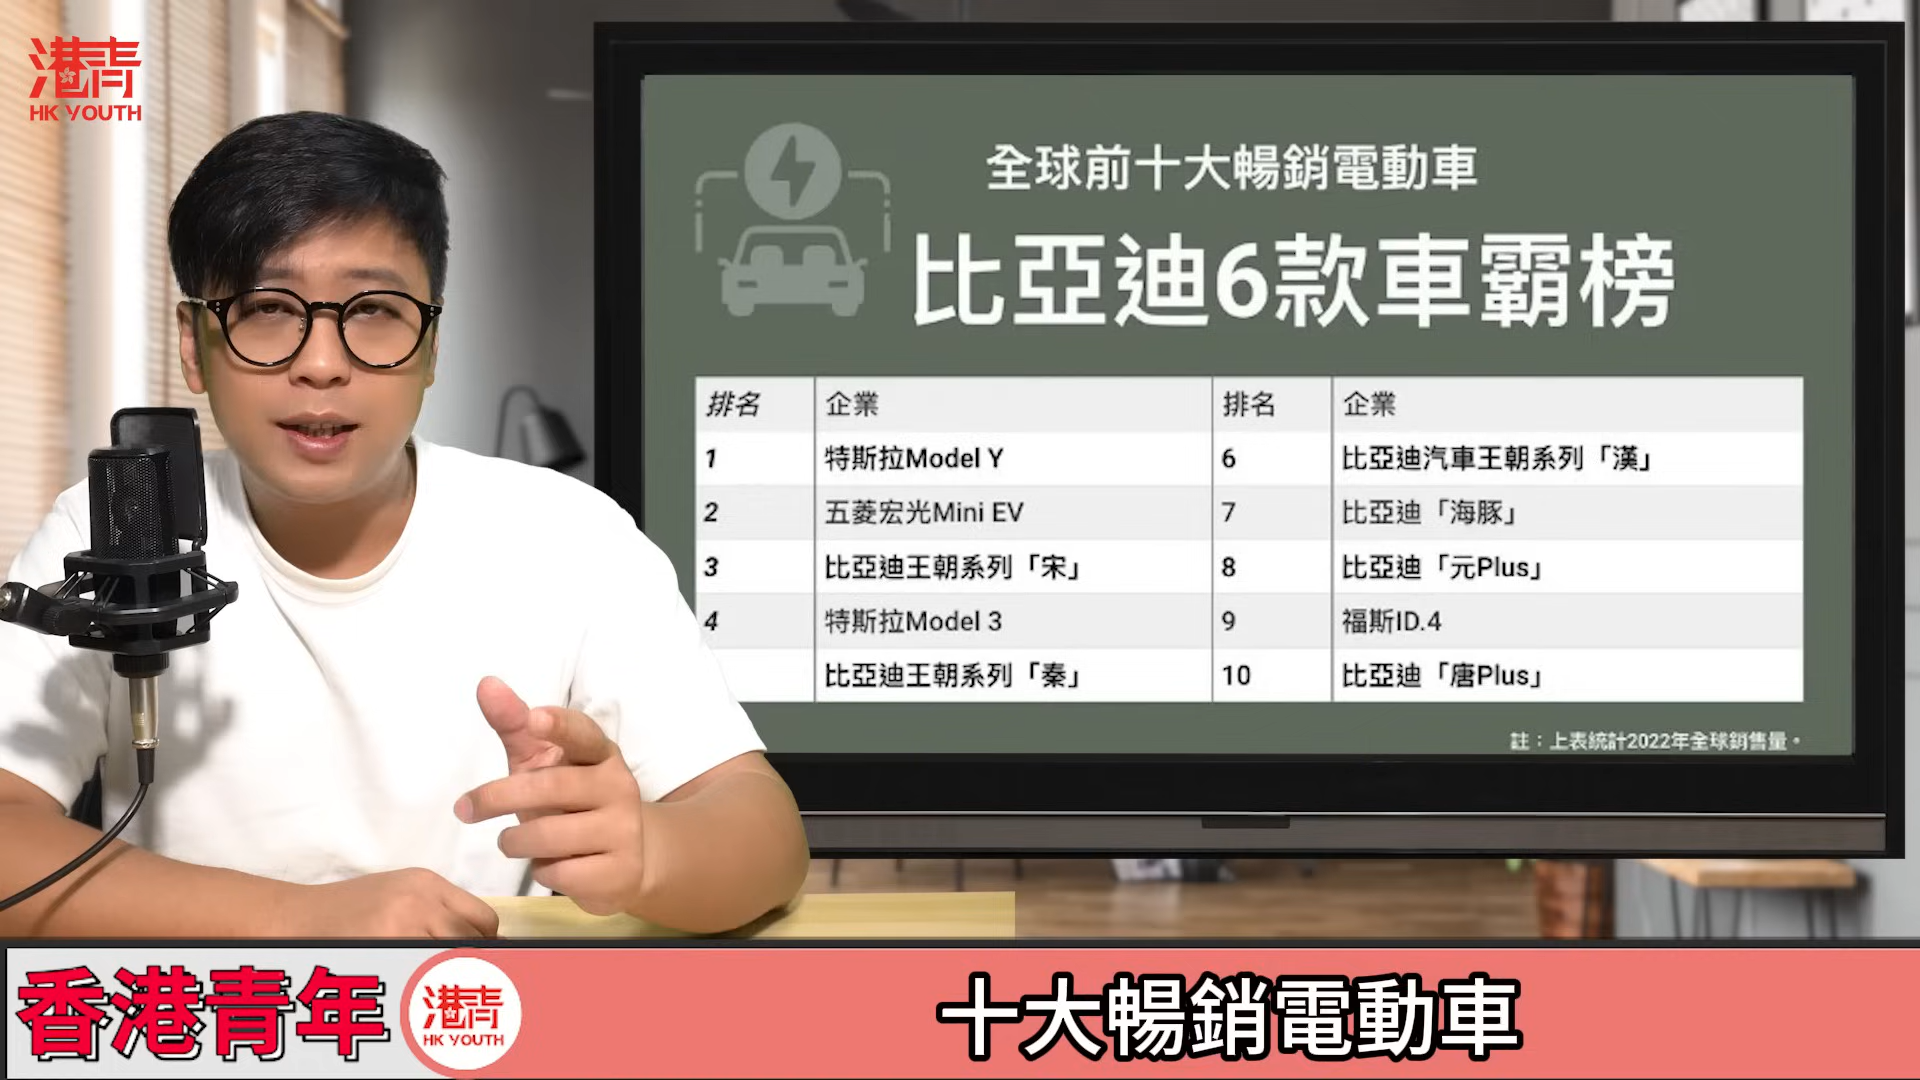 港青
HK YOUTH
全球前十大暢銷電動車
比亞迪6款車霸榜
排名 企業 排名 企業
1 特斯拉Model Y 6 比亞迪汽車王朝系列「漢」
2 五菱宏光Mini EV 7 比亞迪「海豚」
3 比亞迪王朝系列「宋」 8 比亞迪「元Plus」
4 特斯拉Model 3 9 福斯ID.4
比亞迪王朝系列「秦」 10 比亞迪「唐Plus」
註：上表統計2022年全球銷售量。
香港青年
港青
HK YOUTH
十大暢銷電動車